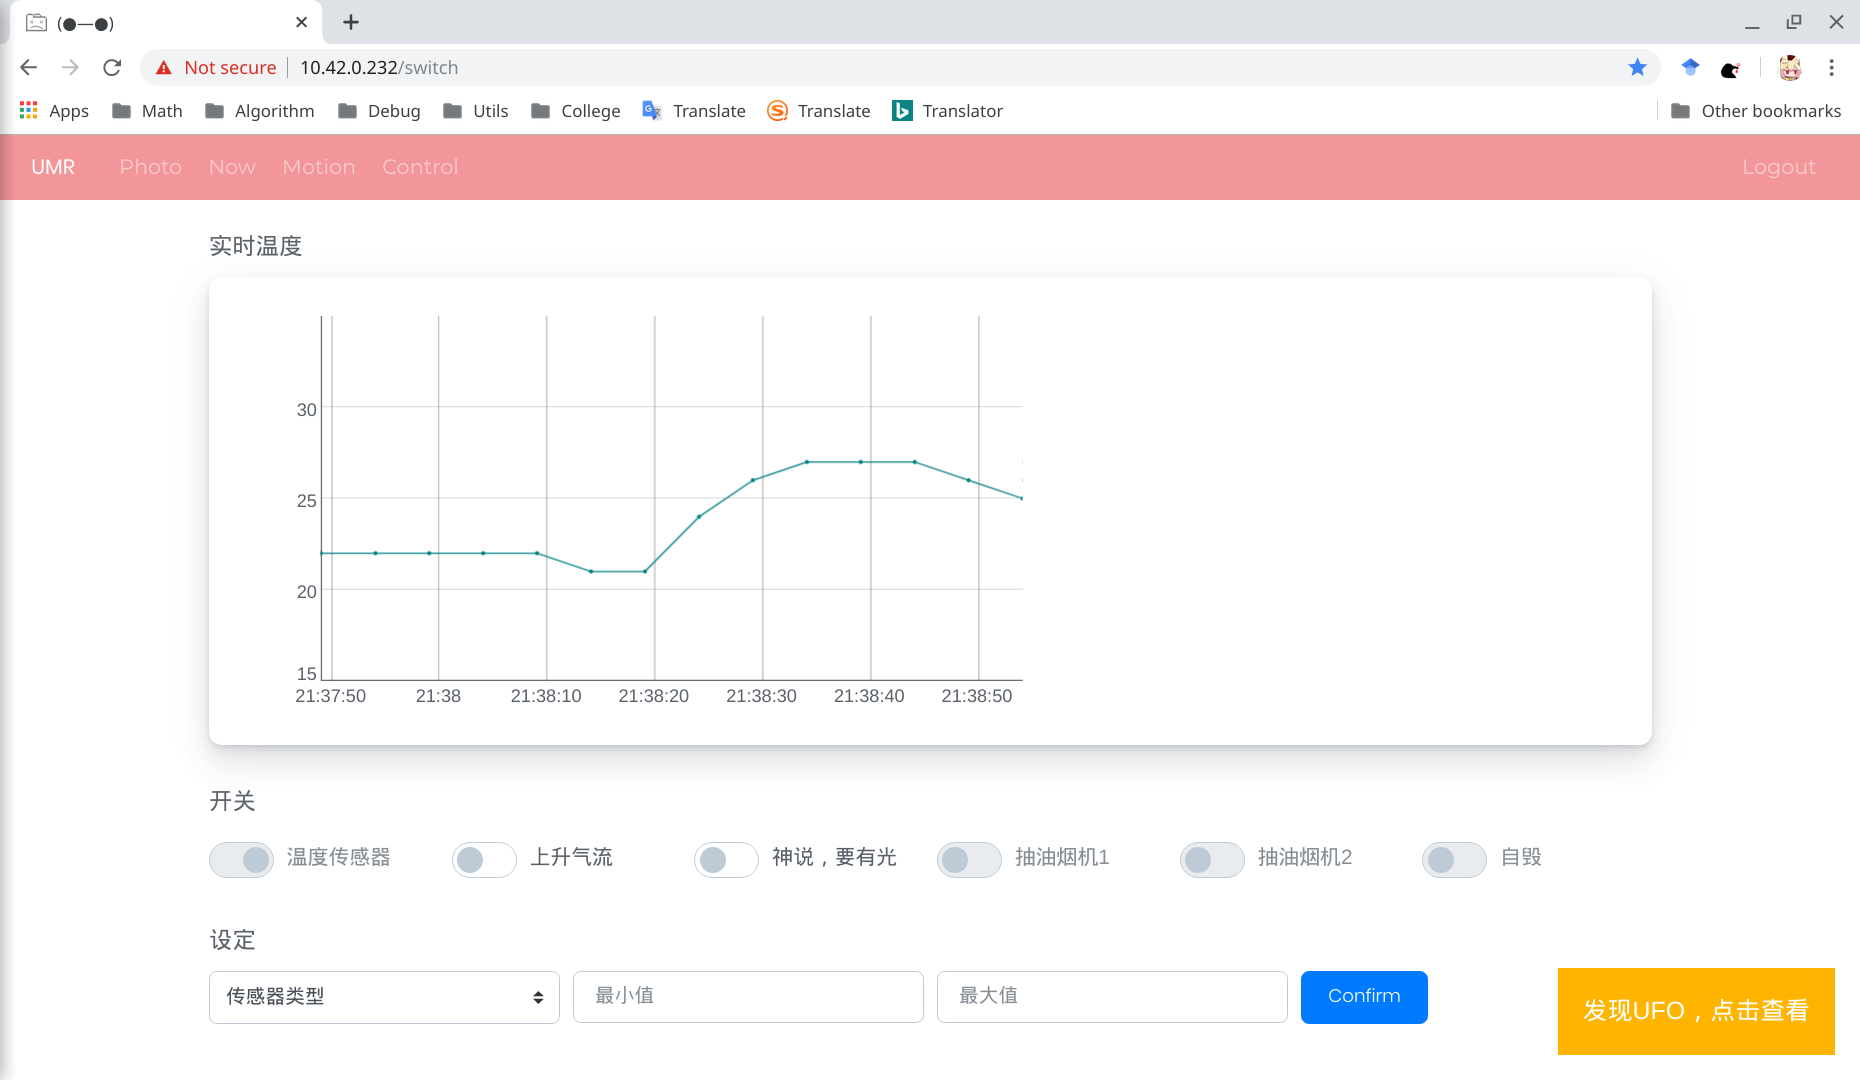 (●—●)
Not secure 10.42.0.232/switch
Apps Math Algorithm Debug Utils College Translate Translate Translator Other bookmarks
UMR Photo Now Motion Control Logout
实时温度
30
25
20
15
21:37:50 21:38 21:38:10 21:38:20 21:38:30 21:38:40 21:38:50
开关
温度传感器 上升气流 神说，要有光 抽油烟机1 抽油烟机2 自毁
设定
传感器类型 最小值 最大值 Confirm
发现UFO，点击查看